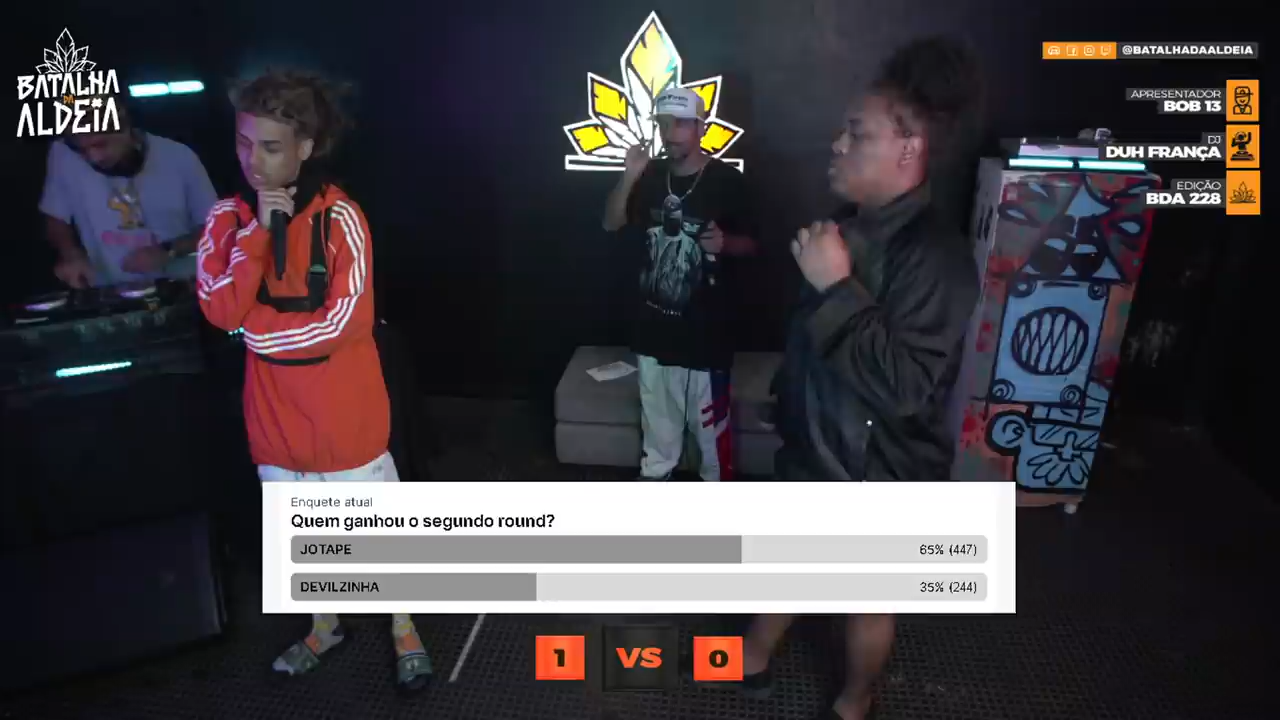 BATALHA
DA
ALDEIA
@BATALHADAALDEIA
APRESENTADOR
BOB 13
DJ
DUH FRANÇA
EDIÇÃO
BDA 228
Enquete atual
Quem ganhou o segundo round?
JOTAPE 65% (447)
DEVILZINHA 35% (244)
1 VS 0